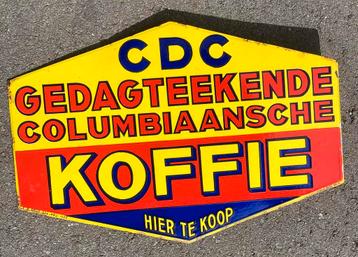 CDC
GEDAGTEEKENDE
COLUMBIAANSCHE
KOFFIE
HIER TE KOOP